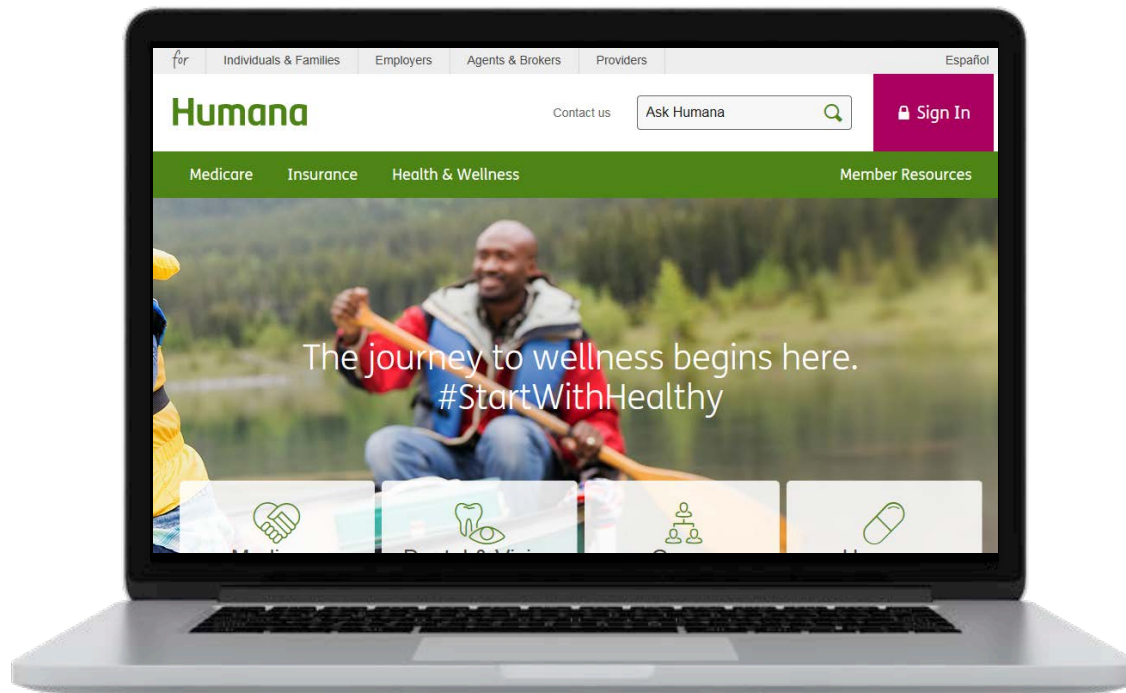 for Individuals & Families Employers Agents & Brokers Providers Español
Humana Contact us Ask Humana Sign In
Medicare Insurance Health & Wellness Member Resources
The journey to wellness begins here.
#StartWithHealthy